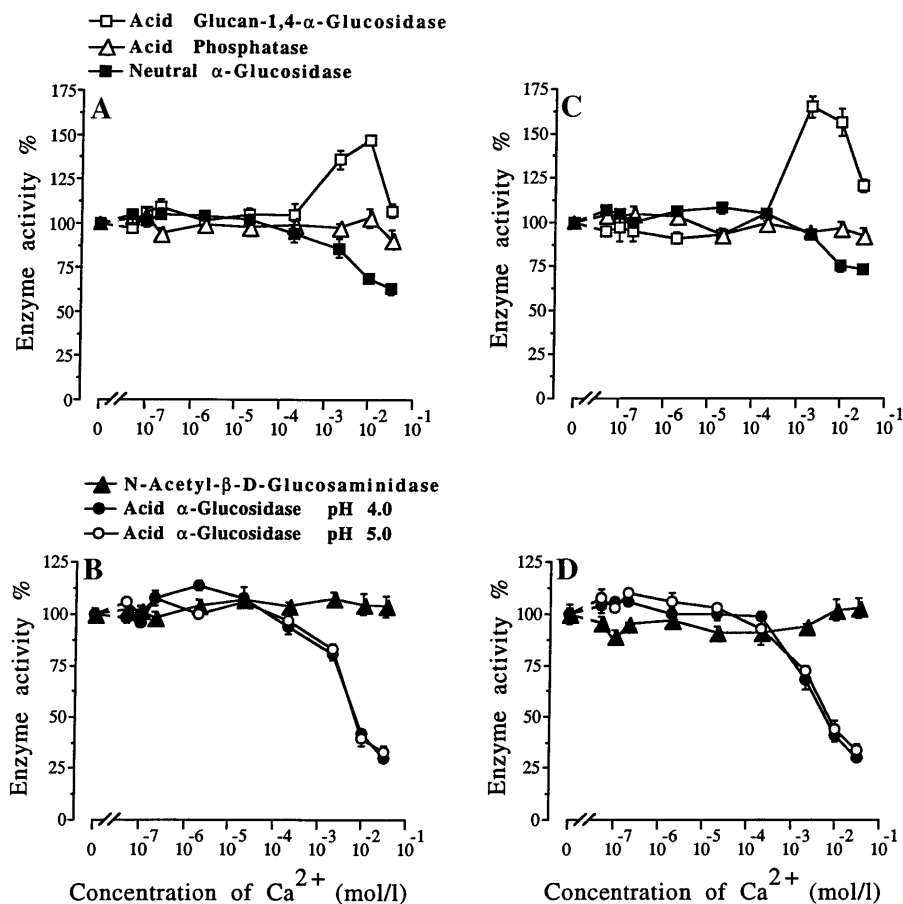 Acid Glucan-1,4-α-Glucosidase
Acid Phosphatase
Neutral α-Glucosidase
A
Enzyme activity %
175
150
125
100
75
50
25
0
0 10⁻⁷ 10⁻⁶ 10⁻⁵ 10⁻⁴ 10⁻³ 10⁻² 10⁻¹
C
Enzyme activity %
175
150
125
100
75
50
25
0
0 10⁻⁷ 10⁻⁶ 10⁻⁵ 10⁻⁴ 10⁻³ 10⁻² 10⁻¹
N-Acetyl-β-D-Glucosaminidase
Acid α-Glucosidase pH 4.0
Acid α-Glucosidase pH 5.0
B
Enzyme activity %
125
100
75
50
25
0
0 10⁻⁷ 10⁻⁶ 10⁻⁵ 10⁻⁴ 10⁻³ 10⁻² 10⁻¹
Concentration of Ca²⁺ (mol/l)
D
Enzyme activity %
125
100
75
50
25
0
0 10⁻⁷ 10⁻⁶ 10⁻⁵ 10⁻⁴ 10⁻³ 10⁻² 10⁻¹
Concentration of Ca²⁺ (mol/l)